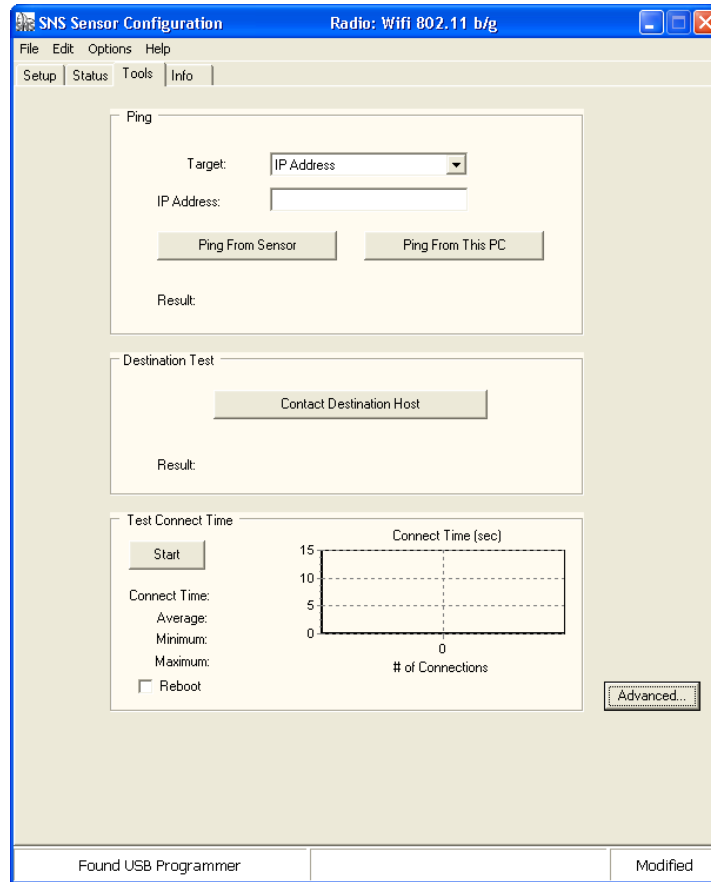 SNS Sensor Configuration Radio: Wifi 802.11 b/g
File Edit Options Help
Setup Status Tools Info
Ping
Target: IP Address
IP Address:
Ping From Sensor Ping From This PC
Result:
Destination Test
Contact Destination Host
Result:
Test Connect Time
Start
Connect Time:
Average:
Minimum:
Maximum:
Reboot
Connect Time (sec)
15
10
5
0
0
# of Connections
Advanced...
Found USB Programmer Modified